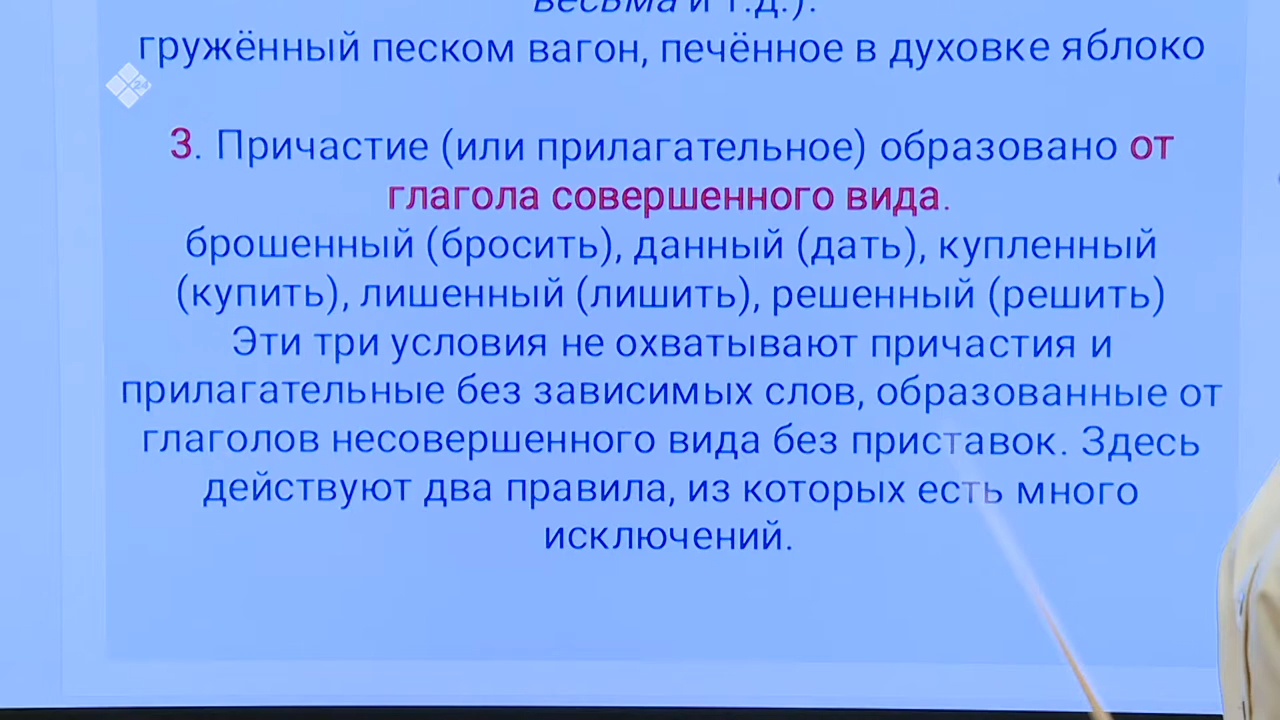 весьма и т.д.).
гружённый песком вагон, печённое в духовке яблоко
24
3. Причастие (или прилагательное) образовано от
глагола совершенного вида.
брошенный (бросить), данный (дать), купленный
(купить), лишенный (лишить), решенный (решить)
Эти три условия не охватывают причастия и
прилагательные без зависимых слов, образованные от
глаголов несовершенного вида без приставок. Здесь
действуют два правила, из которых есть много
исключений.